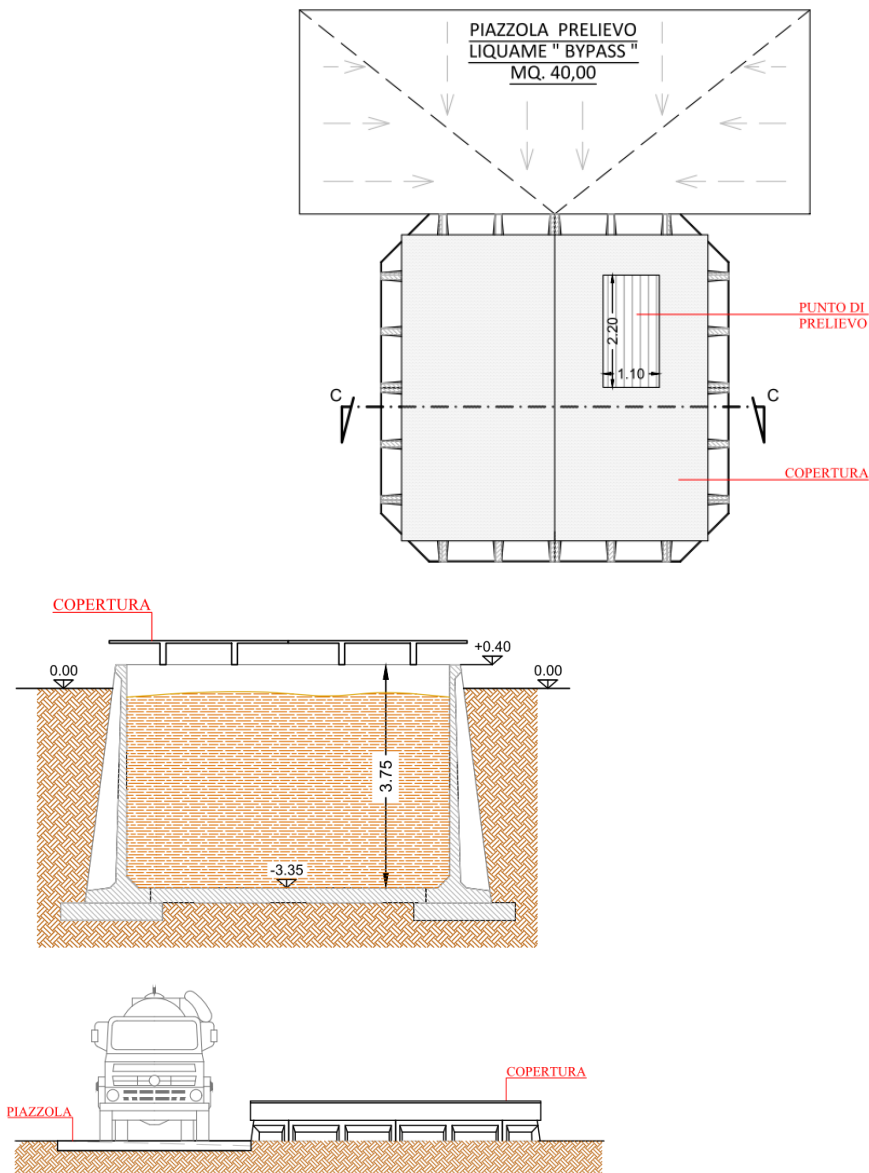 PIAZZOLA PRELIEVO
LIQUAME " BYPASS "
MQ. 40,00
PUNTO DI
PRELIEVO
2.20
1.10
C
C
COPERTURA
COPERTURA
+0.40
0.00
0.00
3.75
-3.35
COPERTURA
PIAZZOLA